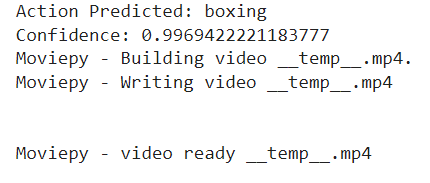 Action Predicted: boxing
Confidence: 0.9969422221183777
Moviepy - Building video __temp__.mp4.
Moviepy - Writing video __temp__.mp4
Moviepy - video ready __temp__.mp4